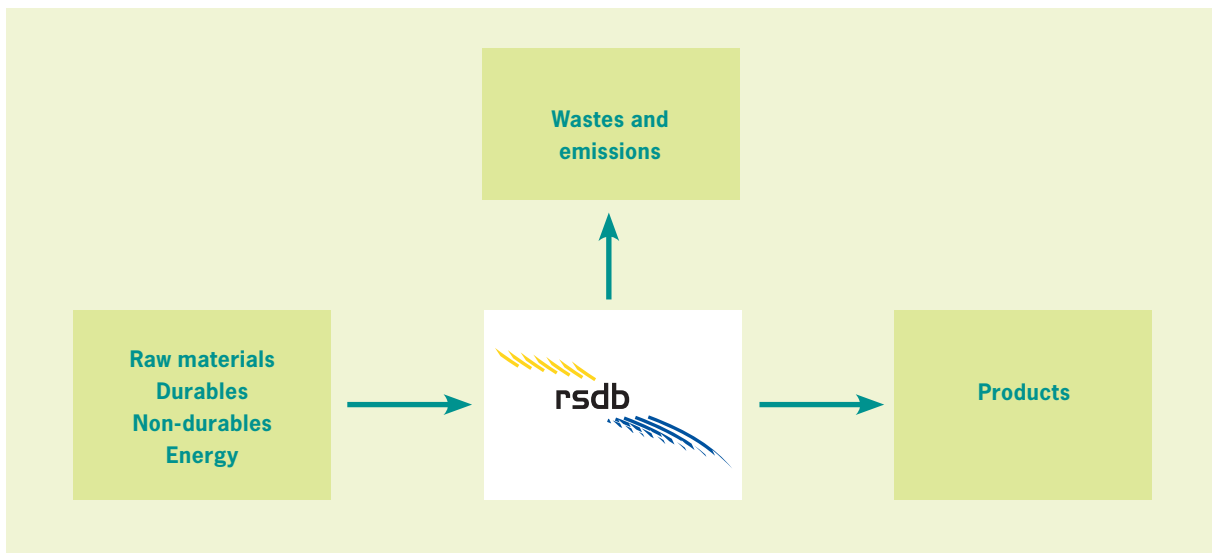 Wastes and
emissions
Raw materials
Durables
Non-durables
Energy
rsdb
Products